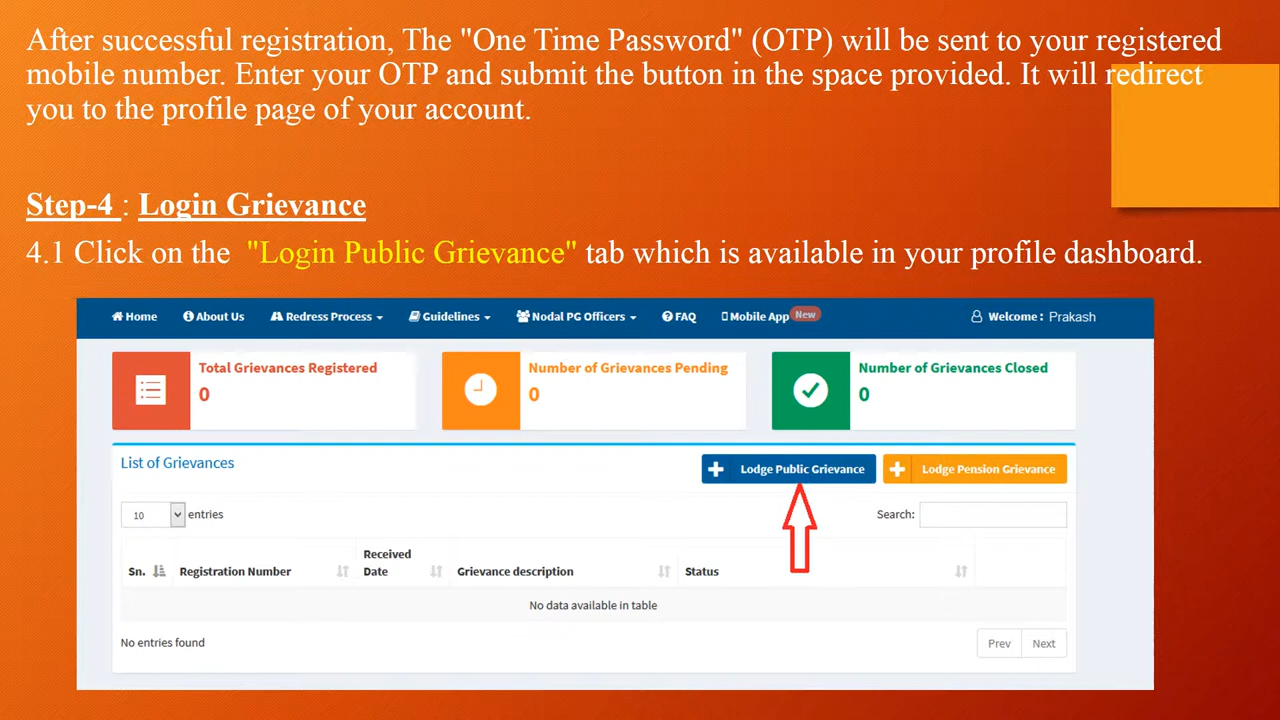 After successful registration, The "One Time Password" (OTP) will be sent to your registered
mobile number. Enter your OTP and submit the button in the space provided. It will redirect
you to the profile page of your account.
Step-4 : Login Grievance
4.1 Click on the "Login Public Grievance" tab which is available in your profile dashboard.
Home About Us Redress Process Guidelines Nodal PG Officers FAQ Mobile App New Welcome : Prakash
Total Grievances Registered
0
Number of Grievances Pending
0
Number of Grievances Closed
0
List of Grievances
Lodge Public Grievance
Lodge Pension Grievance
10 entries
Search:
Sn. Registration Number Received Date Grievance description Status
No data available in table
No entries found
Prev Next